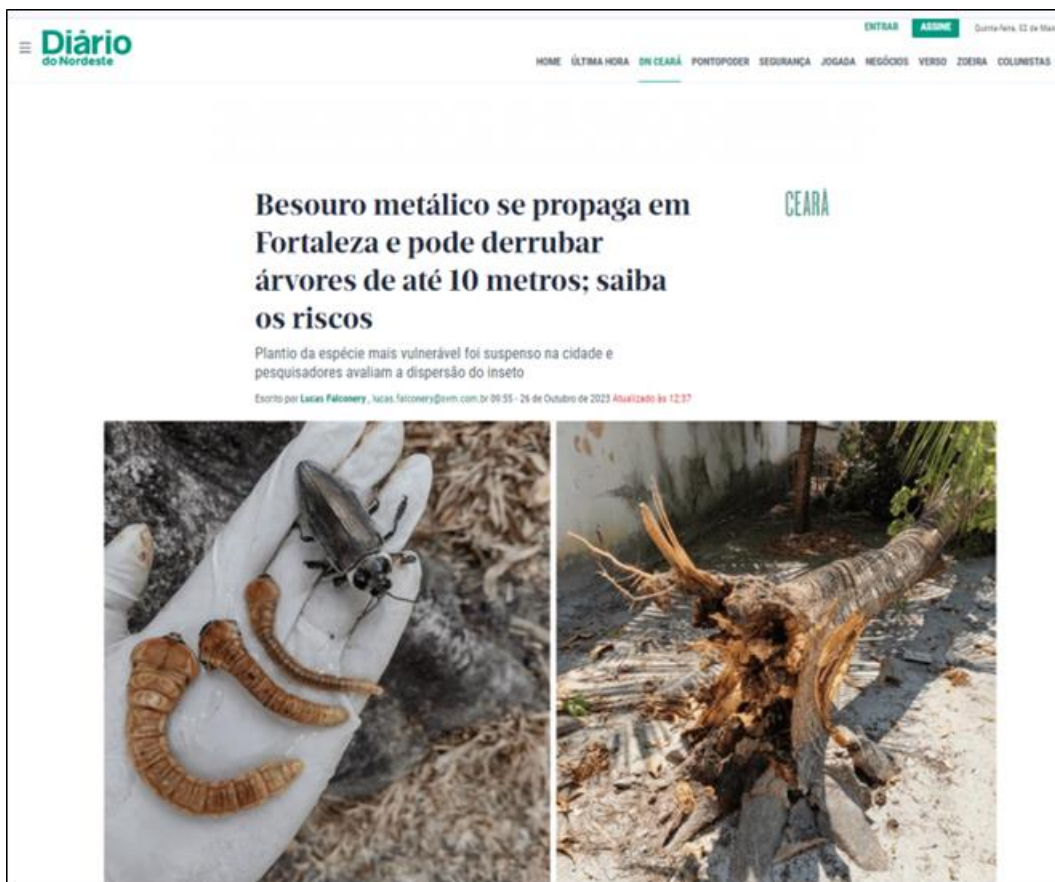 ENTRAR ASSINE
Diário
do Nordeste
HOME ÚLTIMA HORA DN CEARÁ PONTOPODER SEGURANÇA JOGADA NEGÓCIOS VERSO ZOEIRA COLUNISTAS
Besouro metálico se propaga em
Fortaleza e pode derrubar
árvores de até 10 metros; saiba
os riscos
CEARÁ
Plantio da espécie mais vulnerável foi suspenso na cidade e
pesquisadores avaliam a dispersão do inseto
Escrito por Lucas Falconery, lucas.falconery@svm.com.br 09:55 - 26 de Outubro de 2023 Atualizado às 12:37